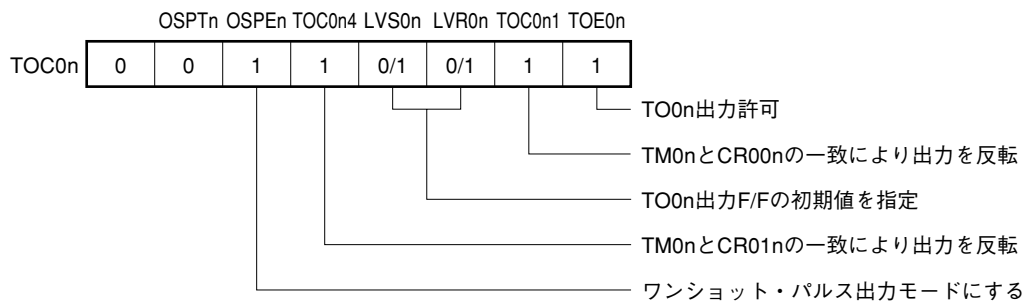 OSPTn OSPEn TOC0n4 LVS0n LVR0n TOC0n1 TOE0n
TOC0n 0 0 1 1 0/1 0/1 1 1
TO0n出力許可
TM0nとCR00nの一致により出力を反転
TO0n出力F/Fの初期値を指定
TM0nとCR01nの一致により出力を反転
ワンショット・パルス出力モードにする